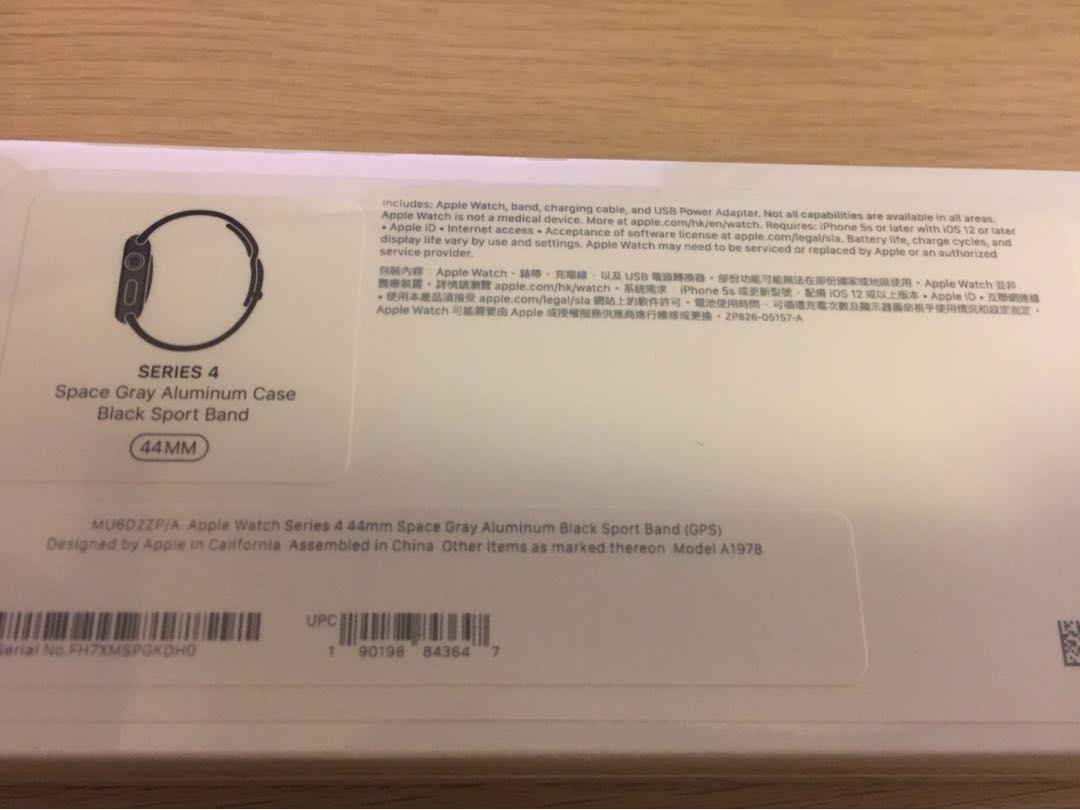 Includes: Apple Watch, band, charging cable, and USB Power Adapter. Not all capabilities are available in all areas.
Apple Watch is not a medical device. More at apple.com/hk/en/watch. Requires: iPhone 5s or later with iOS 12 or later
• Apple ID • Internet access • Acceptance of software license at apple.com/legal/sla. Battery life, charge cycles, and
display life vary by use and settings. Apple Watch may need to be serviced or replaced by Apple or an authorized
service provider.
包裝內容：Apple Watch、錶帶、充電線、以及 USB 電源轉換器。部份功能可能無法在部份國家或地區使用。Apple Watch 並非
醫療裝置。詳情請瀏覽 apple.com/hk/watch。系統需求：iPhone 5s 或更新型號，配備 iOS 12 或以上版本 • Apple ID • 互聯網連線
• 使用本產品須接受 apple.com/legal/sla 網站上的軟件許可。電池使用時間、可循環充電次數及顯示器壽命視乎使用情況和設定而定。
Apple Watch 可能需要由 Apple 或授權服務供應商進行維修或更換。ZP826-05157-A
SERIES 4
Space Gray Aluminum Case
Black Sport Band
44MM
MU6D2ZP/A Apple Watch Series 4 44mm Space Gray Aluminum Black Sport Band (GPS)
Designed by Apple in California Assembled in China Other items as marked thereon Model A1978
Serial No.FH7XMSPGKDH0
UPC
1 90198 84364 7